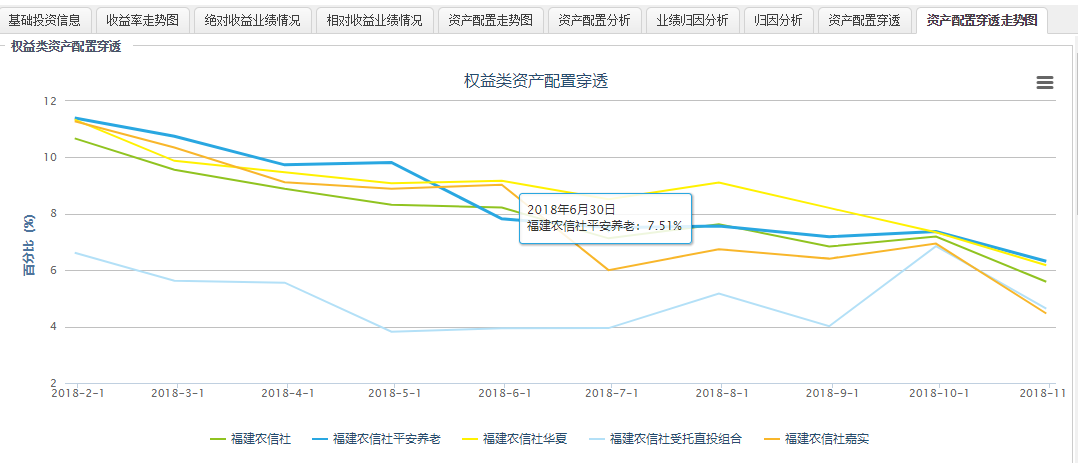 基础投资信息 收益率走势图 绝对收益业绩情况 相对收益业绩情况 资产配置走势图 资产配置分析 业绩归因分析 归因分析 资产配置穿透 资产配置穿透走势图
权益类资产配置穿透
权益类资产配置穿透
12
10
8
6
4
2
百分比 (%)
2018年6月30日
福建农信社平安养老: 7.51%
2018-2-1 2018-3-1 2018-4-1 2018-5-1 2018-6-1 2018-7-1 2018-8-1 2018-9-1 2018-10-1 2018-11
福建农信社 福建农信社平安养老 福建农信社华夏 福建农信社受托直投组合 福建农信社嘉实